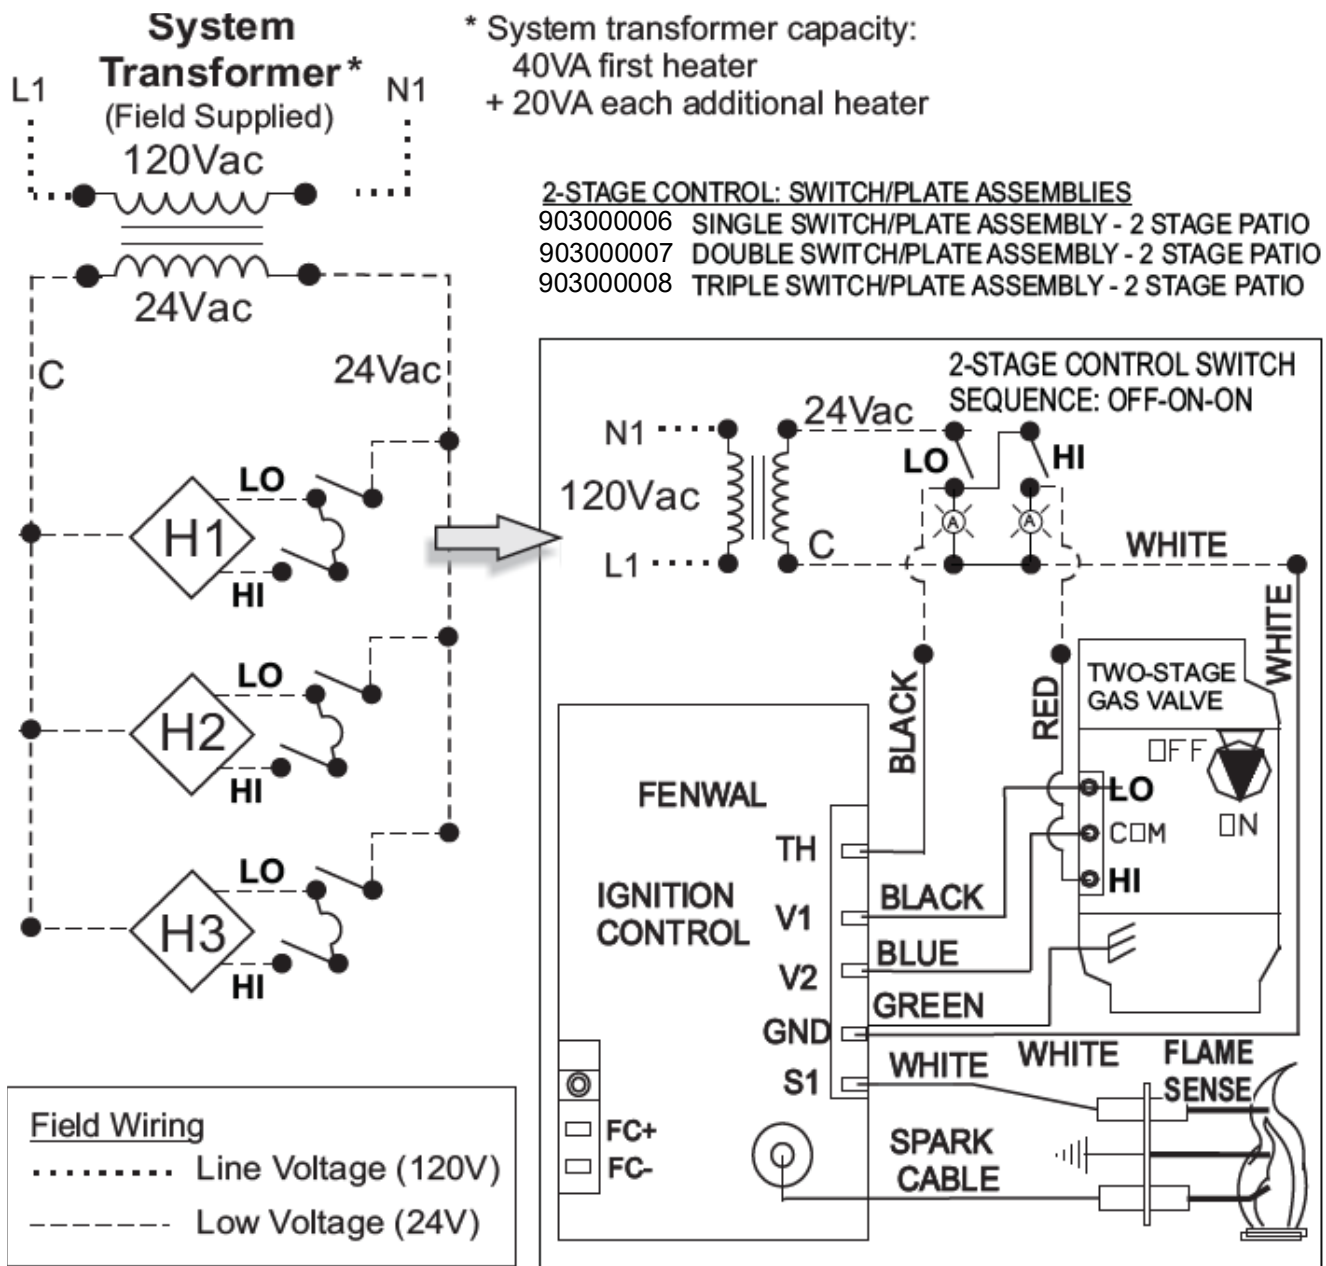 System
Transformer*
(Field Supplied)
L1
N1
120Vac
24Vac
C
24Vac
* System transformer capacity:
40VA first heater
+ 20VA each additional heater
2-STAGE CONTROL: SWITCH/PLATE ASSEMBLIES
903000006 SINGLE SWITCH/PLATE ASSEMBLY - 2 STAGE PATIO
903000007 DOUBLE SWITCH/PLATE ASSEMBLY - 2 STAGE PATIO
903000008 TRIPLE SWITCH/PLATE ASSEMBLY - 2 STAGE PATIO
LO
H1
HI
LO
H2
HI
LO
H3
HI
Field Wiring
Line Voltage (120V)
Low Voltage (24V)
2-STAGE CONTROL SWITCH
SEQUENCE: OFF-ON-ON
N1
24Vac
LO
HI
120Vac
A
A
L1
C
WHITE
WHITE
BLACK
RED
TWO-STAGE
GAS VALVE
OFF
ON
LO
COM
HI
FENWAL
IGNITION
CONTROL
TH
V1
V2
GND
S1
BLACK
BLUE
GREEN
WHITE
WHITE
FLAME
SENSE
FC+
FC-
SPARK
CABLE